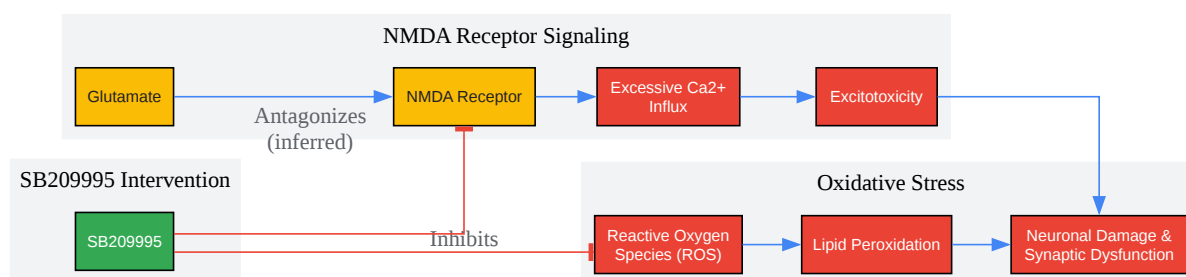 NMDA Receptor Signaling
Glutamate
NMDA Receptor
Excessive Ca2+
Influx
Excitotoxicity
Antagonizes
(inferred)
SB209995 Intervention
SB209995
Inhibits
Oxidative Stress
Reactive Oxygen
Species (ROS)
Lipid Peroxidation
Neuronal Damage &
Synaptic Dysfunction